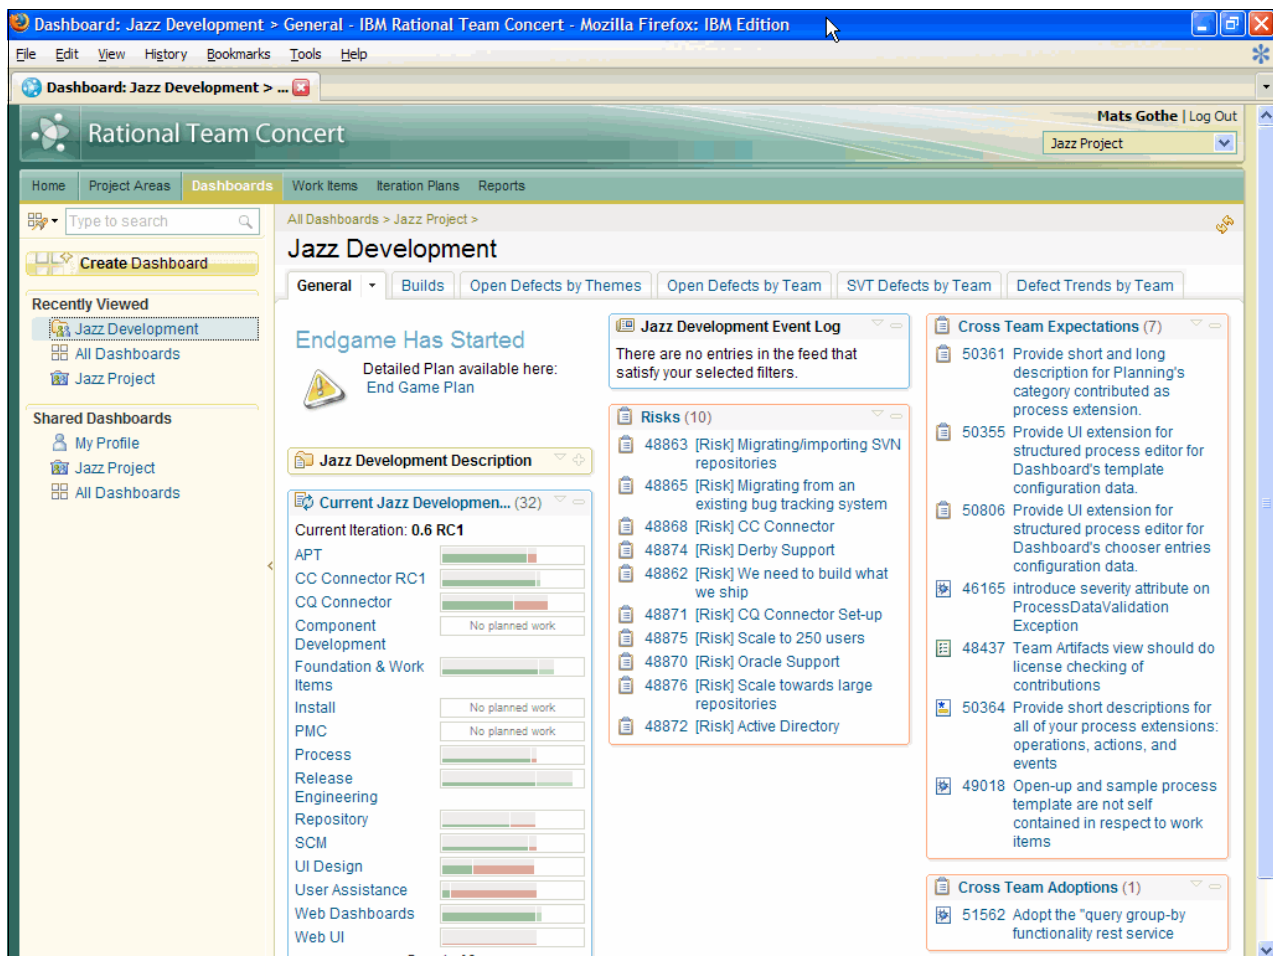 Dashboard: Jazz Development > General - IBM Rational Team Concert - Mozilla Firefox: IBM Edition
File Edit View History Bookmarks Tools Help
Dashboard: Jazz Development > ...
Rational Team Concert
Mats Gothe | Log Out
Jazz Project
Home Project Areas Dashboards Work Items Iteration Plans Reports
Type to search
Create Dashboard
Recently Viewed
Jazz Development
All Dashboards
Jazz Project
Shared Dashboards
My Profile
Jazz Project
All Dashboards
All Dashboards > Jazz Project >
Jazz Development
General Builds Open Defects by Themes Open Defects by Team SVT Defects by Team Defect Trends by Team
Endgame Has Started
Detailed Plan available here:
End Game Plan
Jazz Development Description
Current Jazz Developmen... (32)
Current Iteration: 0.6 RC1
APT
CC Connector RC1
CQ Connector
Component
Development
No planned work
Foundation & Work
Items
Install
No planned work
PMC
No planned work
Process
Release
Engineering
Repository
SCM
UI Design
User Assistance
Web Dashboards
Web UI
Jazz Development Event Log
There are no entries in the feed that
satisfy your selected filters.
Risks (10)
48863 [Risk] Migrating/importing SVN
repositories
48865 [Risk] Migrating from an
existing bug tracking system
48868 [Risk] CC Connector
48874 [Risk] Derby Support
48862 [Risk] We need to build what
we ship
48871 [Risk] CQ Connector Set-up
48875 [Risk] Scale to 250 users
48870 [Risk] Oracle Support
48876 [Risk] Scale towards large
repositories
48872 [Risk] Active Directory
Cross Team Expectations (7)
50361 Provide short and long
description for Planning's
category contributed as
process extension.
50355 Provide UI extension for
structured process editor for
Dashboard's template
configuration data.
50806 Provide UI extension for
structured process editor for
Dashboard's chooser entries
configuration data.
46165 introduce severity attribute on
ProcessDataValidation
Exception
48437 Team Artifacts view should do
license checking of
contributions
50364 Provide short descriptions for
all of your process extensions:
operations, actions, and
events
49018 Open-up and sample process
template are not self
contained in respect to work
items
Cross Team Adoptions (1)
51562 Adopt the "query group-by
functionality rest service